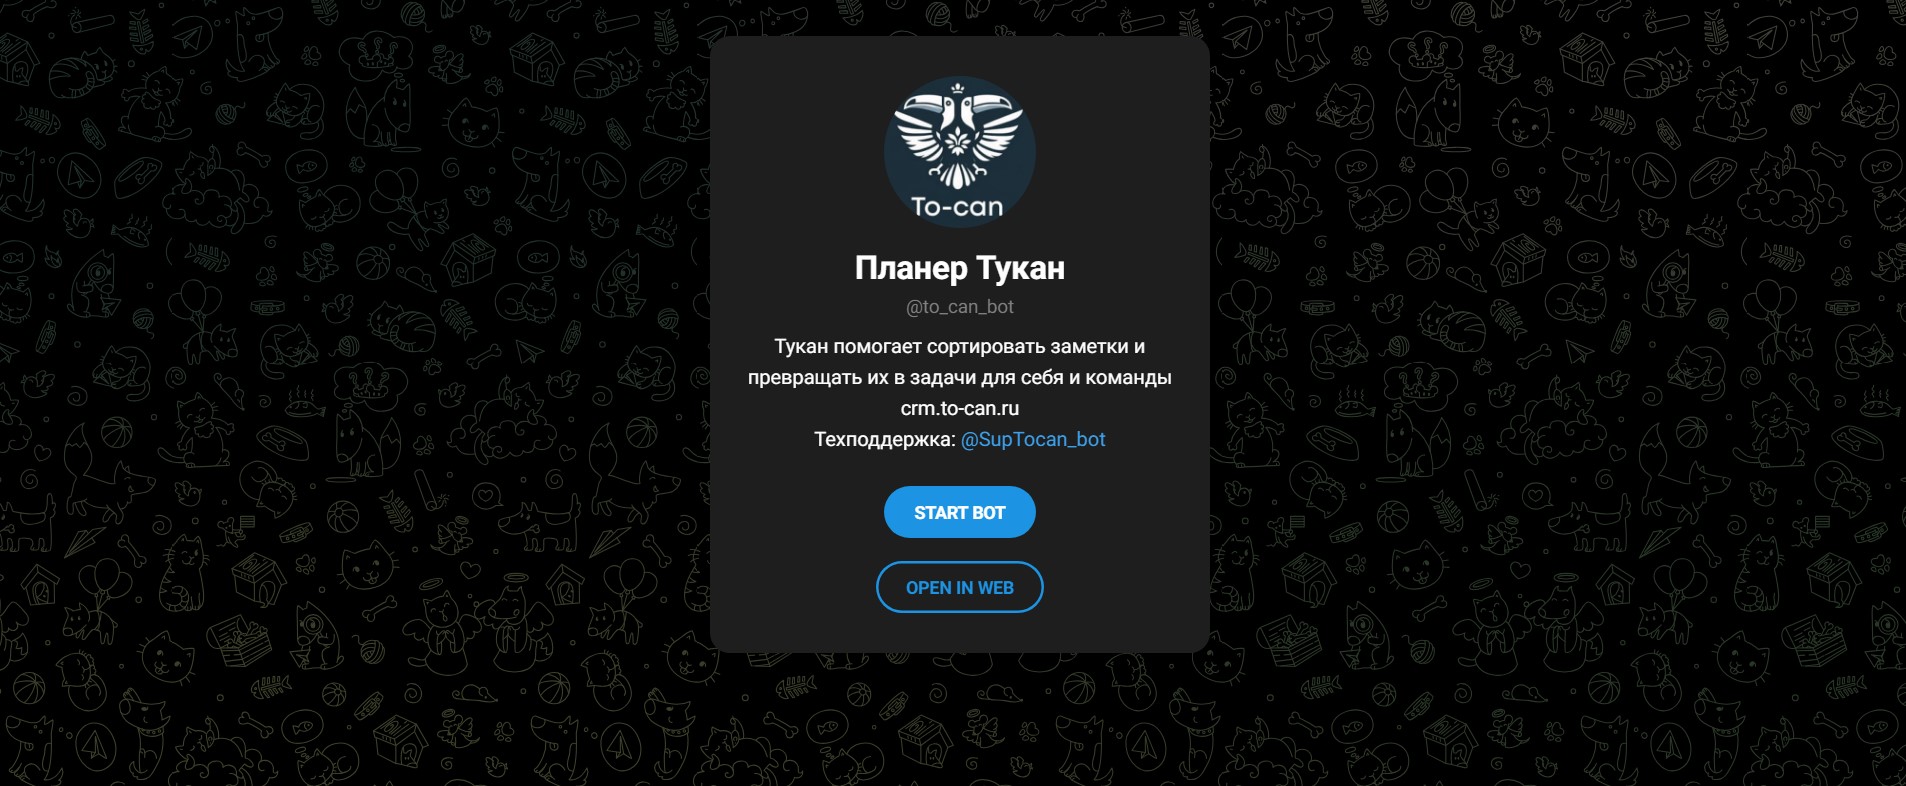 To-can
Планер Тукан
@to_can_bot
Тукан помогает сортировать заметки и
превращать их в задачи для себя и команды
crm.to-can.ru
Техподдержка: @SupTocan_bot
START BOT
OPEN IN WEB